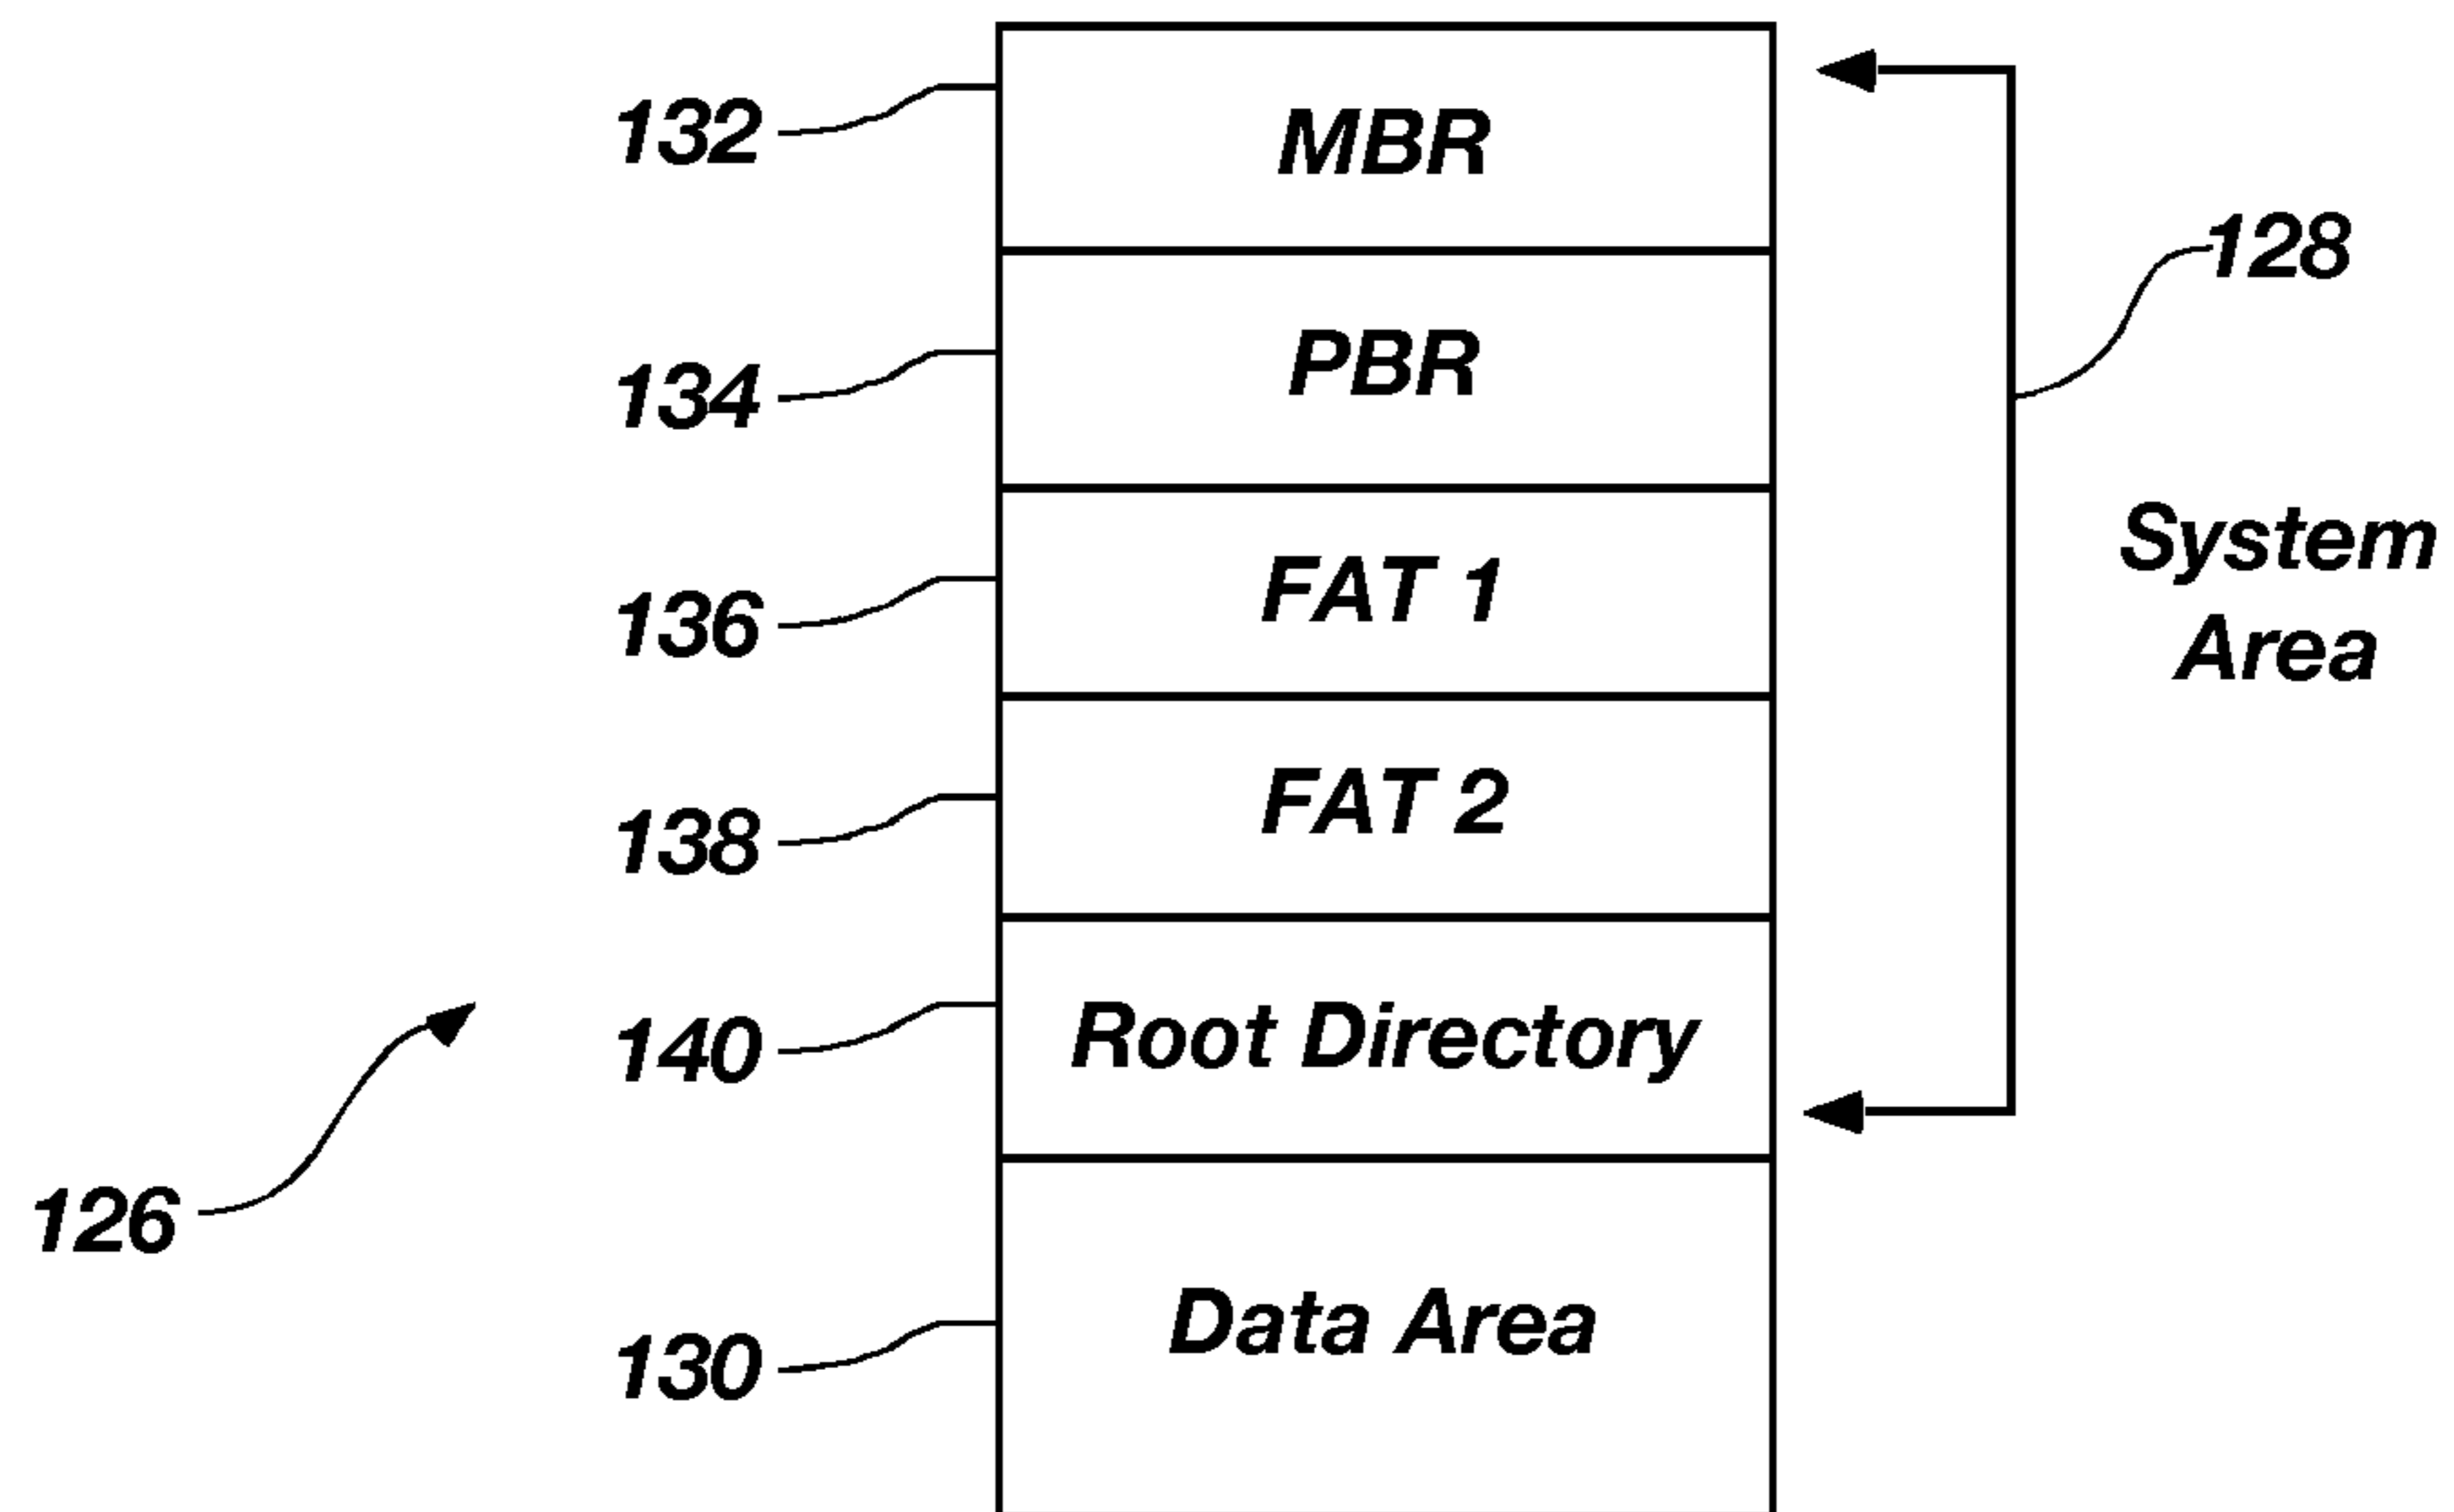 132
MBR
128
134
PBR
System
Area
136
FAT 1
138
FAT 2
140
Root Directory
126
130
Data Area